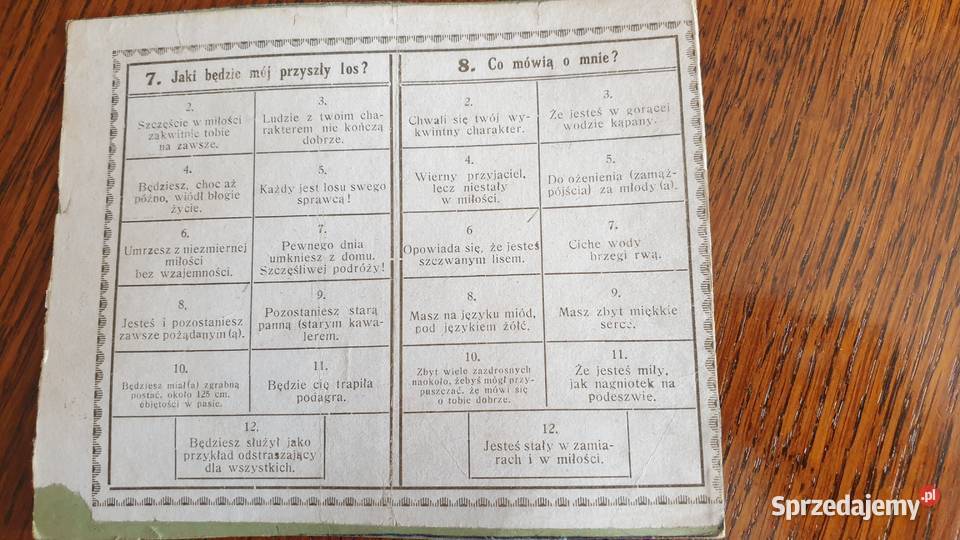 7. Jaki będzie mój przyszły los?
2.
Szczęście w miłości
zakwitnie tobie
na zawsze.
3.
Ludzie z twoim cha-
rakterem nie kończą
dobrze.
4.
Będziesz, choc aż
późno, wiódł błogie
życie.
5.
Każdy jest losu swego
sprawcą!
6.
Umrzesz z niezmiernej
miłości
bez wzajemności.
7.
Pewnego dnia
umkniesz z domu.
Szczęśliwej podróży!
8.
Jesteś i pozostaniesz
zawsze pożądanym (ą).
9.
Pozostaniesz starą
panną (starym kawa-
lerem.
10.
Będziesz miał(a) zgrabną
postać, około 125 cm.
objętości w pasie.
11.
Będzie cię trapiła
podagra.
12.
Będziesz służył jako
przykład odstraszający
dla wszystkich.
8. Co mówią o mnie?
2.
Chwali się twój wy-
kwintny charakter.
3.
Że jesteś w gorącej
wodzie kąpany.
4.
Wierny przyjaciel,
lecz niestały
w miłości.
5.
Do ożenienia (zamąż-
pójścia) za młody (a).
6
Opowiada się, że jesteś
szczwanym lisem.
7.
Ciche wody
brzegi rwą.
8.
Masz na języku miód,
pod językiem żółć.
9.
Masz zbyt miękkie
serce.
10.
Zbyt wiele zazdrosnych
naokoło, żebyś mógł przy-
puszczać, że mówi się
o tobie dobrze.
11.
Że jesteś miły,
jak nagniotek na
podeszwie.
12.
Jesteś stały w zamia-
rach i w miłości.
Sprzedajemy.pl